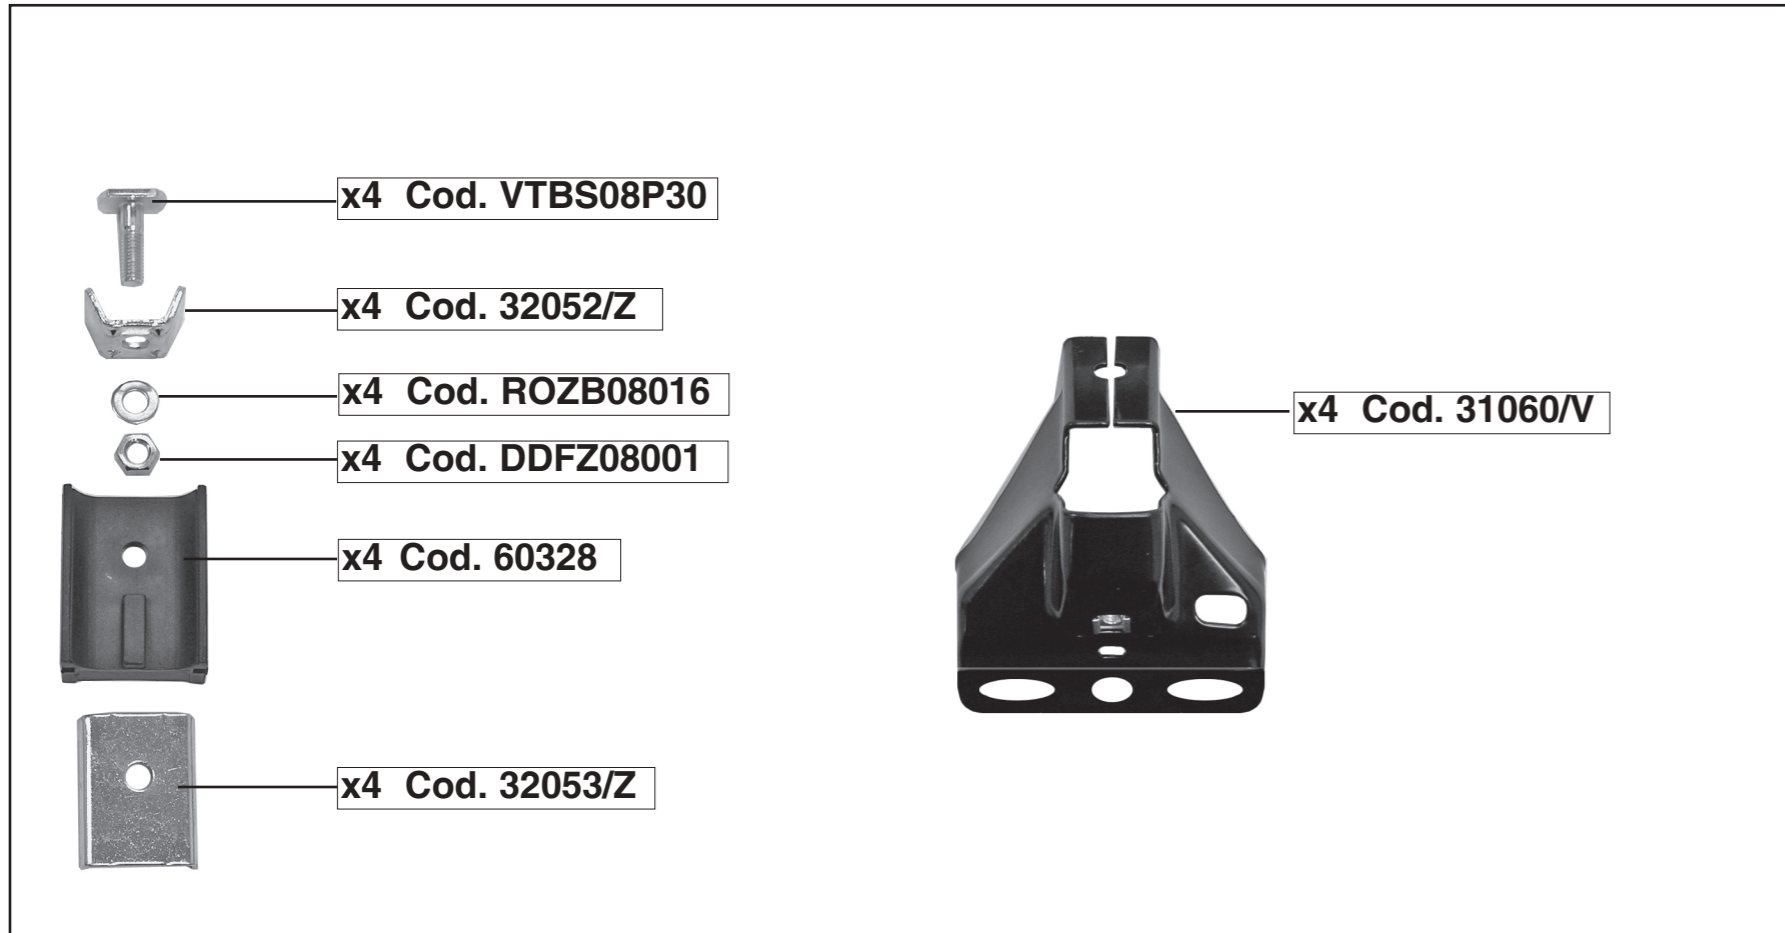 x4 Cod. VTBS08P30
x4 Cod. 32052/Z
x4 Cod. ROZB08016
x4 Cod. DDFZ08001
x4 Cod. 60328
x4 Cod. 32053/Z
x4 Cod. 31060/V